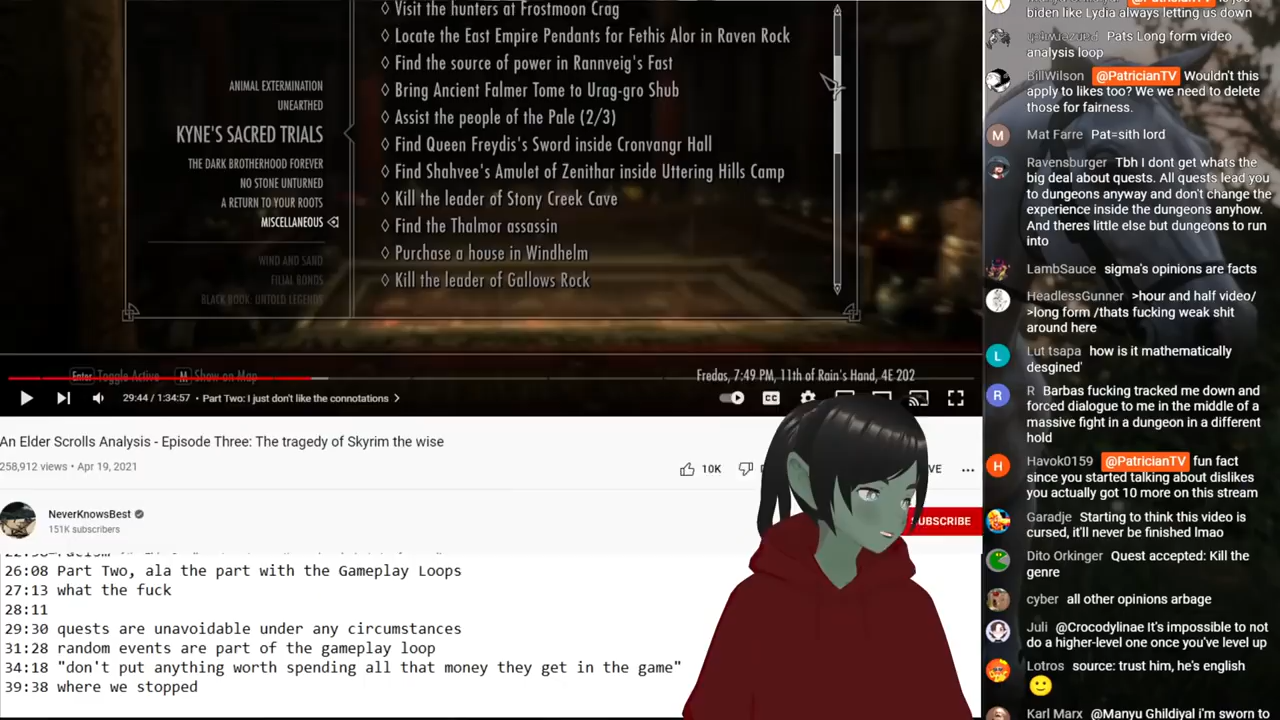 Visit the hunters at Frostmoon Crag
Locate the East Empire Pendants for Fethis Alor in Raven Rock
Find the source of power in Rannveig's Fast
Bring Ancient Falmer Tome to Urag-gro Shub
Assist the people of the Pale (2/3)
Find Queen Freydis's Sword inside Cronvangr Hall
Find Shahvee's Amulet of Zenithar inside Uttering Hills Camp
Kill the leader of Stony Creek Cave
Find the Thalmor assassin
Purchase a house in Windhelm
Kill the leader of Gallows Rock
ANIMAL EXTERMINATION
UNEARTHED
KYNE'S SACRED TRIALS
THE DARK BROTHERHOOD FOREVER
NO STONE UNTURNED
A RETURN TO YOUR ROOTS
MISCELLANEOUS
WIND AND SAND
FILIAL BONDS
BLACK BOOK: UNTOLD LEGENDS
Enter Toggle Active M Show on Map
Fredas, 7:49 PM, 11th of Rain's Hand, 4E 202
29:44 / 1:34:57 • Part Two: I just don't like the connotations >
CC
An Elder Scrolls Analysis - Episode Three: The tragedy of Skyrim the wise
258,912 views • Apr 19, 2021
10K
NeverKnowsBest
151K subscribers
SUBSCRIBE
26:08 Part Two, ala the part with the Gameplay Loops
27:13 what the fuck
28:11
29:30 quests are unavoidable under any circumstances
31:28 random events are part of the gameplay loop
34:18 "don't put anything worth spending all that money they get in the game"
39:38 where we stopped
biden like Lydia always letting us down
Pats Long form video
analysis loop
BillWilson @PatricianTV Wouldn't this
apply to likes too? We we need to delete
those for fairness.
Mat Farre Pat=sith lord
Ravensburger Tbh I dont get whats the
big deal about quests. All quests lead you
to dungeons anyway and don't change the
experience inside the dungeons anyhow.
And theres little else but dungeons to run
into
LambSauce sigma's opinions are facts
HeadlessGunner >hour and half video/
>long form /thats fucking weak shit
around here
Lut tsapa how is it mathematically
desgined'
R Barbas fucking tracked me down and
forced dialogue to me in the middle of a
massive fight in a dungeon in a different
hold
Havok0159 @PatricianTV fun fact
since you started talking about dislikes
you actually got 10 more on this stream
Garadje Starting to think this video is
cursed, it'll never be finished lmao
Dito Orkinger Quest accepted: Kill the
genre
cyber all other opinions arbage
Juli @Crocodylinae It's impossible to not
do a higher-level one once you've level up
Lotros source: trust him, he's english
Karl Marx @Manyu Ghildiyal i'm sworn to